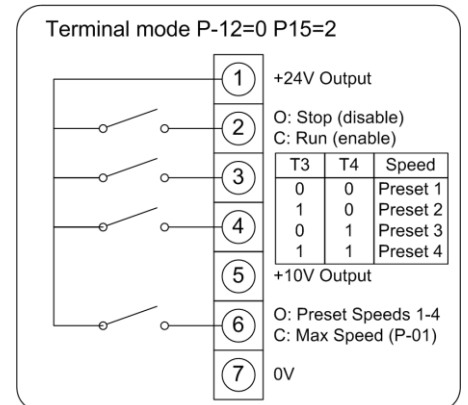 Terminal mode P-12=0 P15=2
1 +24V Output
2 O: Stop (disable)
C: Run (enable)
3
T3 T4 Speed
0 0 Preset 1
1 0 Preset 2
0 1 Preset 3
1 1 Preset 4
4
5 +10V Output
6 O: Preset Speeds 1-4
C: Max Speed (P-01)
7 0V